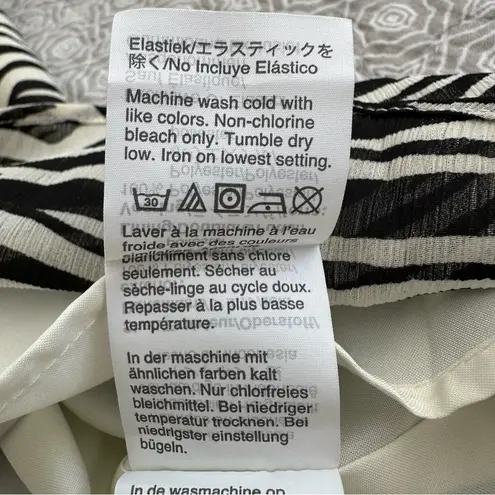 Elastiek/エラスティックを
除く/No Incluye Elástico
Machine wash cold with
like colors. Non-chlorine
bleach only. Tumble dry
low. Iron on lowest setting.
30
Laver à la machine à l'eau
froide avec des couleurs
blanchiment sans chlore
seulement. Sécher au
sèche-linge au cycle doux.
Repasser à la plus basse
température.
In der maschine mit
ähnlichen farben kalt
waschen. Nur chlorfreies
bleichmittel. Bei niedriger
temperatur trocknen. Bei
niedrigster einstellung
bügeln.
In de wasmachine op